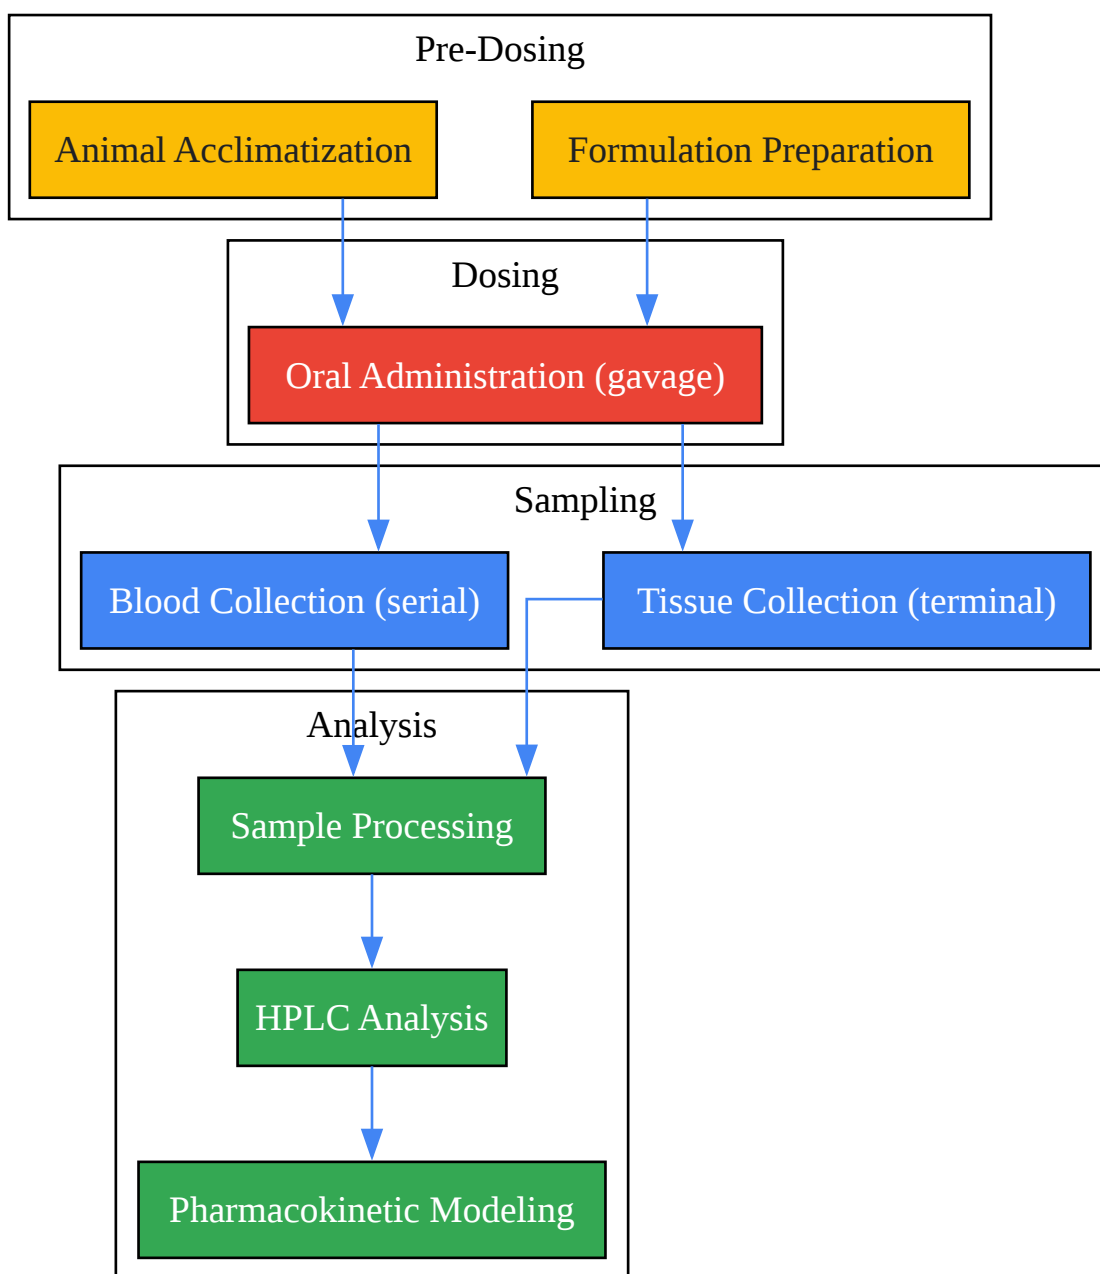 Pre-Dosing
Animal Acclimatization
Formulation Preparation
Dosing
Oral Administration (gavage)
Sampling
Blood Collection (serial)
Tissue Collection (terminal)
Analysis
Sample Processing
HPLC Analysis
Pharmacokinetic Modeling